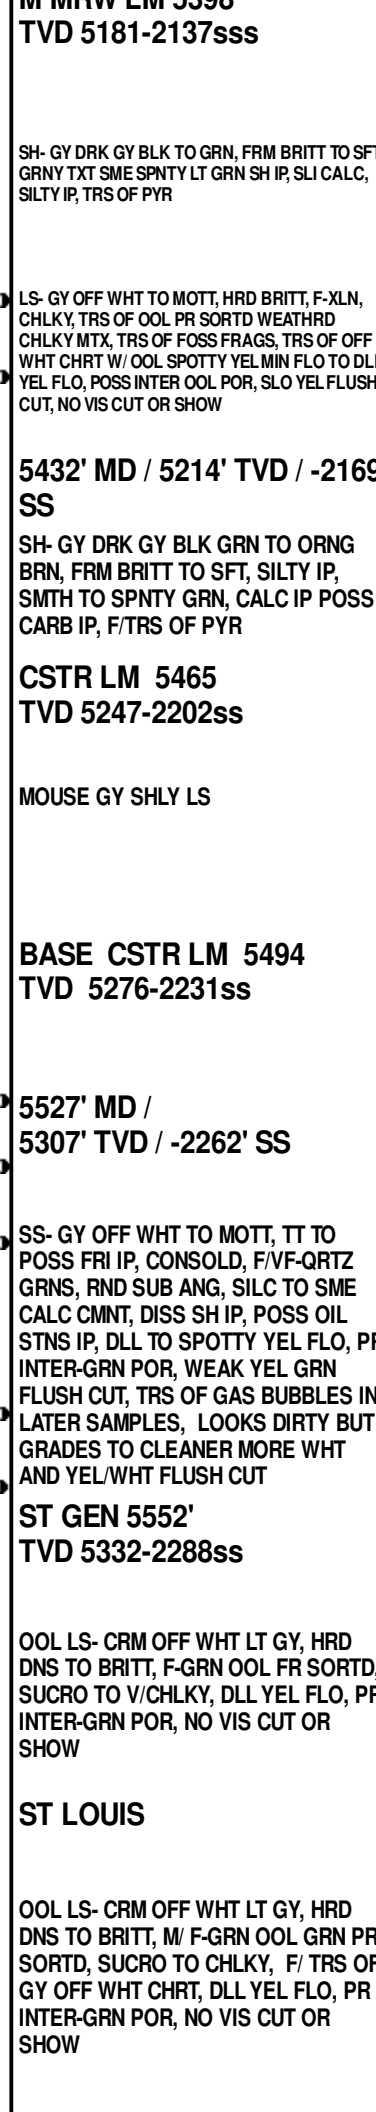 M MRW LM 5398
TVD 5181-2137sss
SH- GY DRK GY BLK TO GRN, FRM BRITT TO SFT
GRNY TXT SME SPNTY LT GRN SH IP, SLI CALC,
SILTY IP, TRS OF PYR
LS- GY OFF WHT TO MOTT, HRD BRITT, F-XLN,
CHLKY, TRS OF OOL PR SORTD WEATHRD
CHLKY MTX, TRS OF FOSS FRAGS, TRS OF OFF
WHT CHRT W/ OOL SPOTTY YEL MIN FLO TO DLL
YEL FLO, POSS INTER OOL POR, SLO YEL FLUSH
CUT, NO VIS CUT OR SHOW
5432' MD / 5214' TVD / -2169
SS
SH- GY DRK GY BLK GRN TO ORNG
BRN, FRM BRITT TO SFT, SILTY IP,
SMTH TO SPNTY GRN, CALC IP POSS
CARB IP, F/TRS OF PYR
CSTR LM 5465
TVD 5247-2202ss
MOUSE GY SHLY LS
BASE CSTR LM 5494
TVD 5276-2231ss
5527' MD /
5307' TVD / -2262' SS
SS- GY OFF WHT TO MOTT, TT TO
POSS FRI IP, CONSOLD, F/VF-QRTZ
GRNS, RND SUB ANG, SILC TO SME
CALC CMNT, DISS SH IP, POSS OIL
STNS IP, DLL TO SPOTTY YEL FLO, PR
INTER-GRN POR, WEAK YEL GRN
FLUSH CUT, TRS OF GAS BUBBLES IN
LATER SAMPLES, LOOKS DIRTY BUT
GRADES TO CLEANER MORE WHT
AND YEL/WHT FLUSH CUT
ST GEN 5552'
TVD 5332-2288ss
OOL LS- CRM OFF WHT LT GY, HRD
DNS TO BRITT, F-GRN OOL FR SORTD,
SUCRO TO V/CHLKY, DLL YEL FLO, PR
INTER-GRN POR, NO VIS CUT OR
SHOW
ST LOUIS
OOL LS- CRM OFF WHT LT GY, HRD
DNS TO BRITT, M/ F-GRN OOL GRN PR
SORTD, SUCRO TO CHLKY, F/ TRS OF
GY OFF WHT CHRT, DLL YEL FLO, PR
INTER-GRN POR, NO VIS CUT OR
SHOW